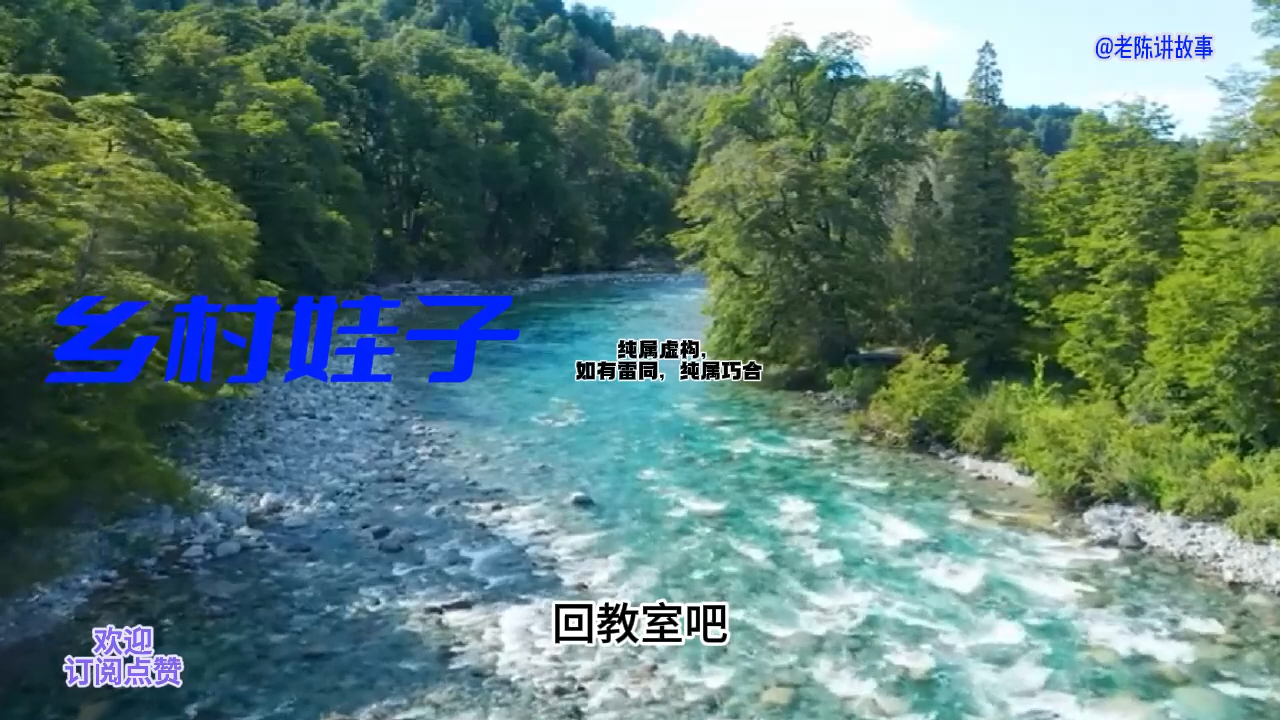 @老陈讲故事
乡村娃子
纯属虚构，
如有雷同，纯属巧合
回教室吧
欢迎
订阅点赞